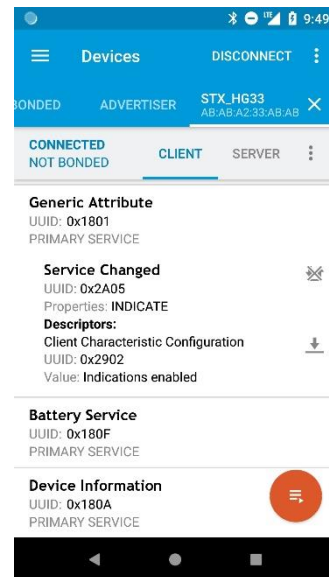 LTE 9:49
Devices DISCONNECT
BONDED ADVERTISER STX_HG33
AB:AB:A2:33:AB:AB
CONNECTED
NOT BONDED CLIENT SERVER
Generic Attribute
UUID: 0x1801
PRIMARY SERVICE
Service Changed
UUID: 0x2A05
Properties: INDICATE
Descriptors:
Client Characteristic Configuration
UUID: 0x2902
Value: Indications enabled
Battery Service
UUID: 0x180F
PRIMARY SERVICE
Device Information
UUID: 0x180A
PRIMARY SERVICE